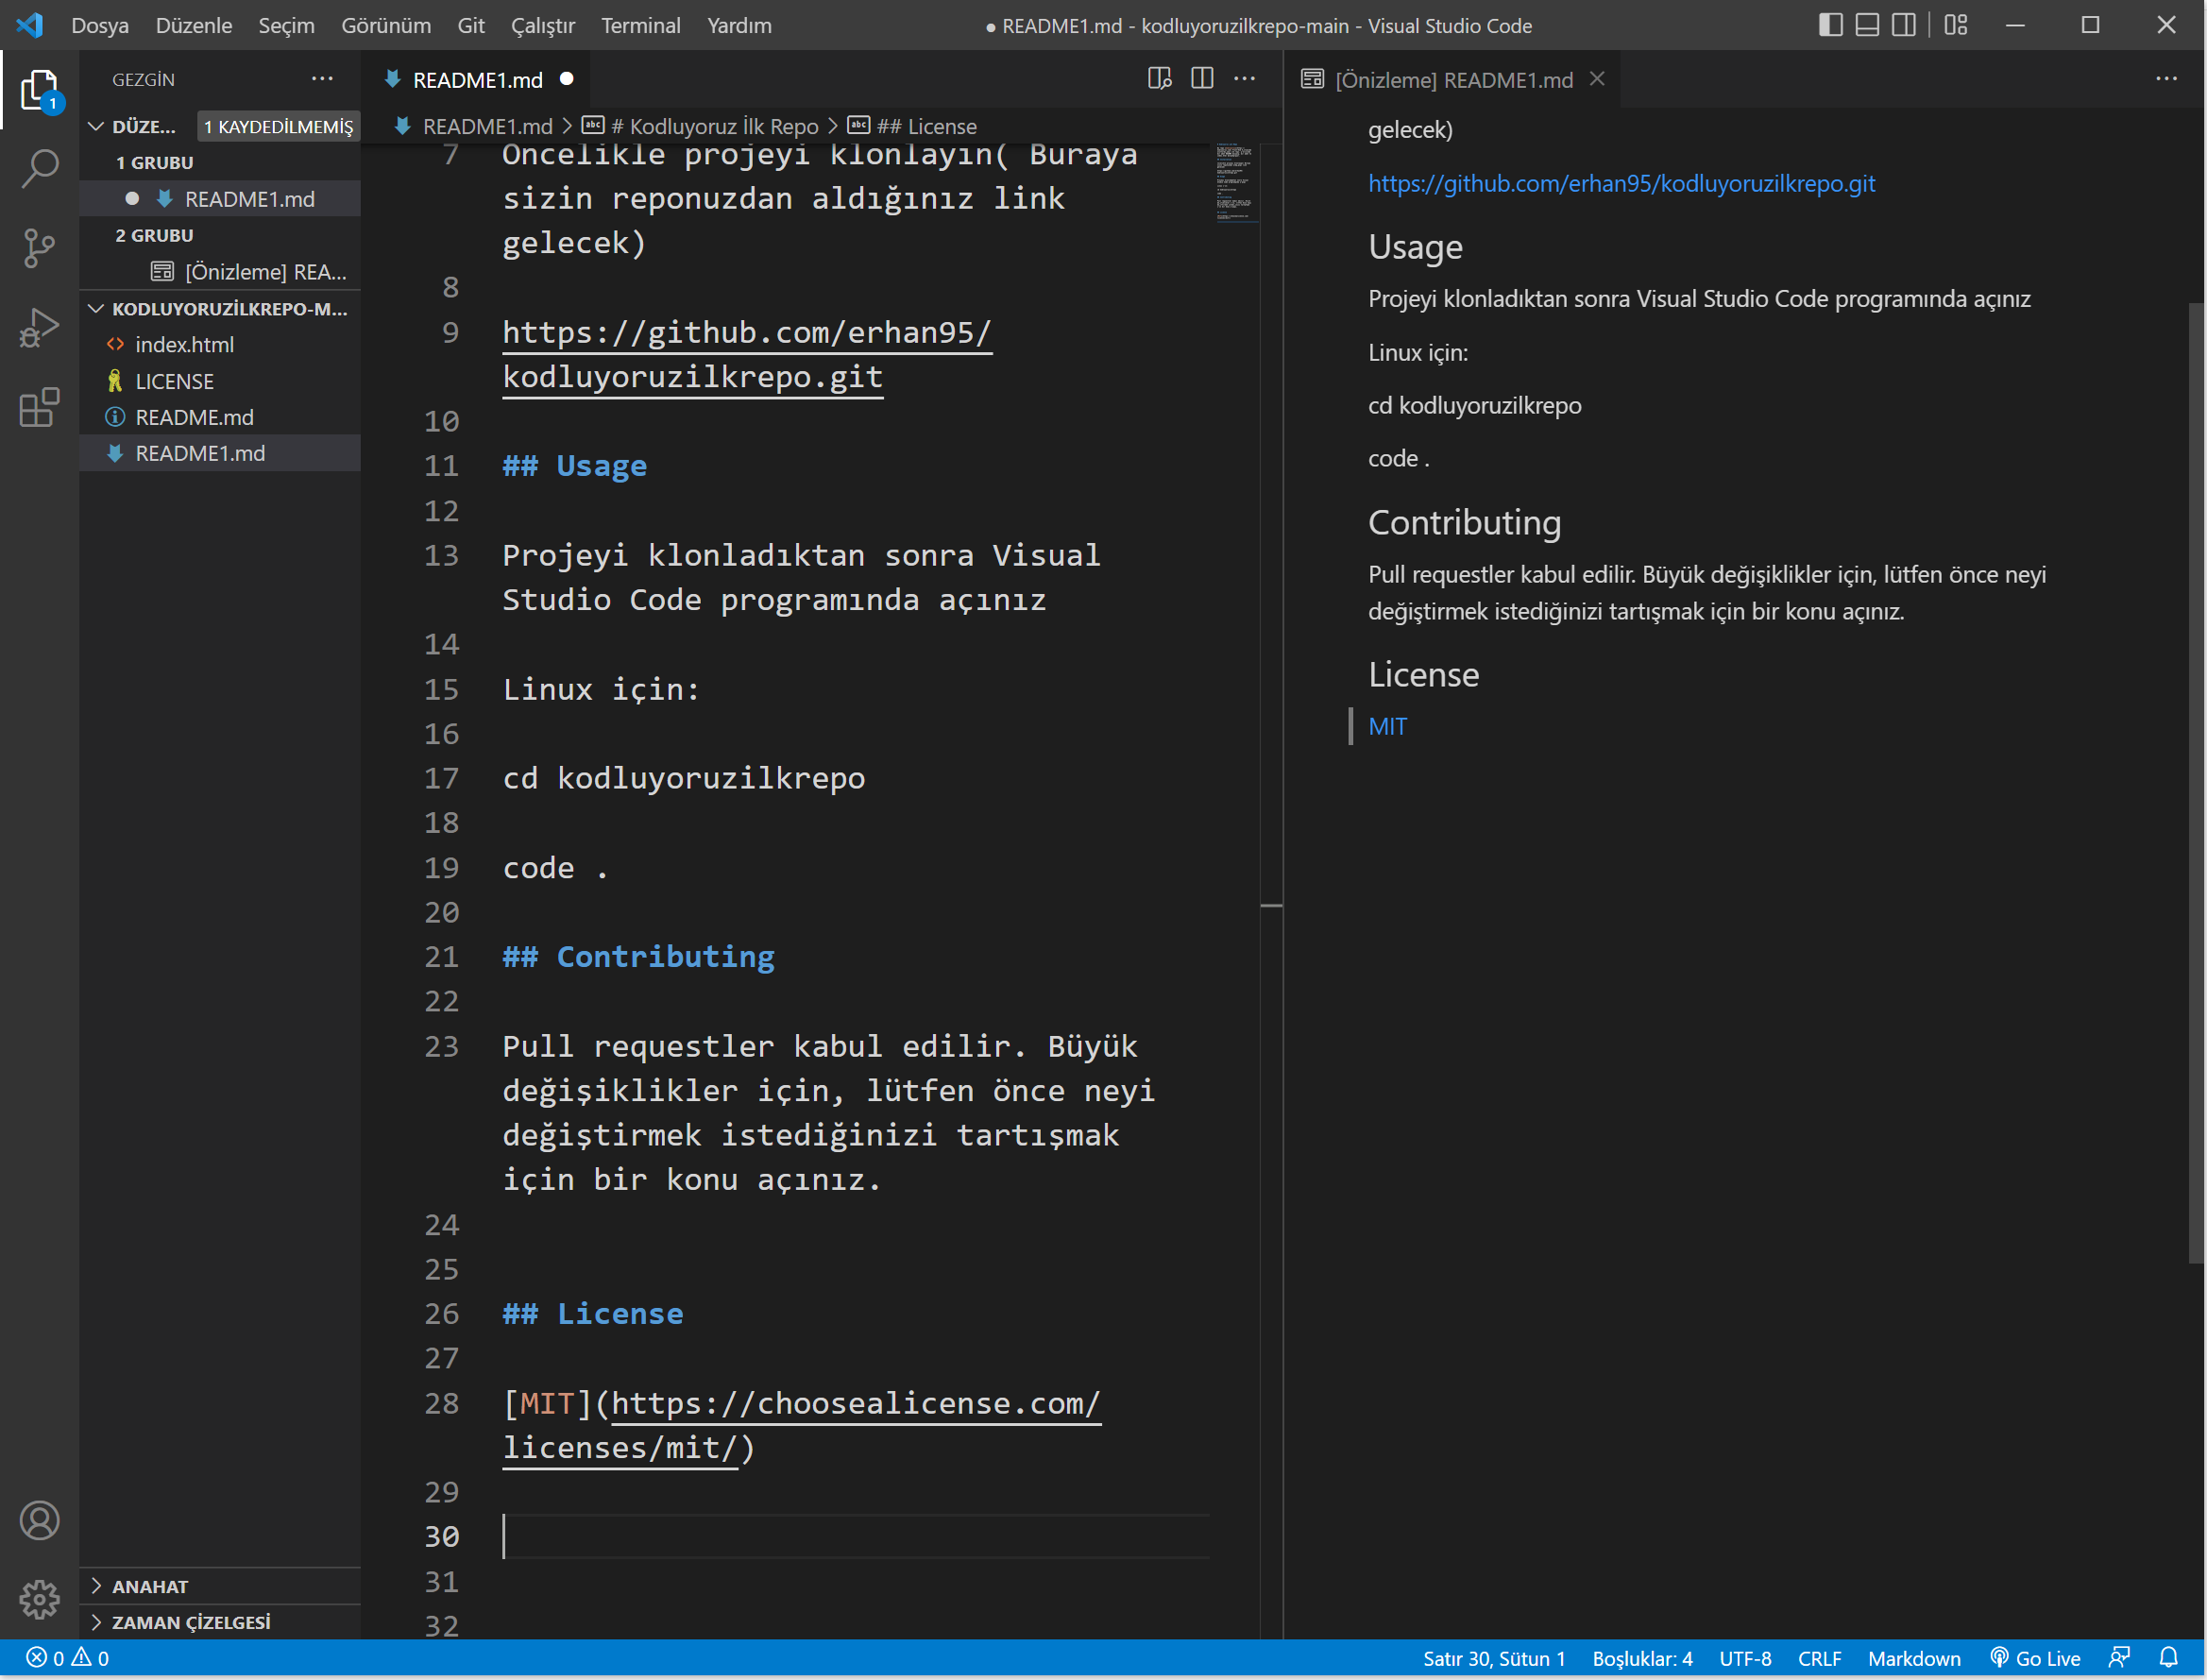 Dosya Düzenle Seçim Görünüm Git Çalıştır Terminal Yardım
● README1.md - kodluyoruzilkrepo-main - Visual Studio Code
GEZGİN
DÜZE... 1 KAYDEDİLMEMİŞ
1 GRUBU
README1.md
2 GRUBU
[Önizleme] REA...
KODLUYORUZİLKREPO-M...
index.html
LICENSE
README.md
README1.md
ANAHAT
ZAMAN ÇİZELGESİ
README1.md
README1.md > # Kodluyoruz İlk Repo > ## License
7 Öncelikle projeyi klonlayın( Buraya
sizin reponuzdan aldığınız link
gelecek)
8
9 https://github.com/erhan95/
kodluyoruzilkrepo.git
10
11 ## Usage
12
13 Projeyi klonladıktan sonra Visual
Studio Code programında açınız
14
15 Linux için:
16
17 cd kodluyoruzilkrepo
18
19 code .
20
21 ## Contributing
22
23 Pull requestler kabul edilir. Büyük
değişiklikler için, lütfen önce neyi
değiştirmek istediğinizi tartışmak
için bir konu açınız.
24
25
26 ## License
27
28 [MIT](https://choosealicense.com/
licenses/mit/)
29
30
31
32
[Önizleme] README1.md
gelecek)
https://github.com/erhan95/kodluyoruzilkrepo.git
Usage
Projeyi klonladıktan sonra Visual Studio Code programında açınız
Linux için:
cd kodluyoruzilkrepo
code .
Contributing
Pull requestler kabul edilir. Büyük değişiklikler için, lütfen önce neyi
değiştirmek istediğinizi tartışmak için bir konu açınız.
License
MIT
0 0
Satır 30, Sütun 1 Boşluklar: 4 UTF-8 CRLF Markdown Go Live